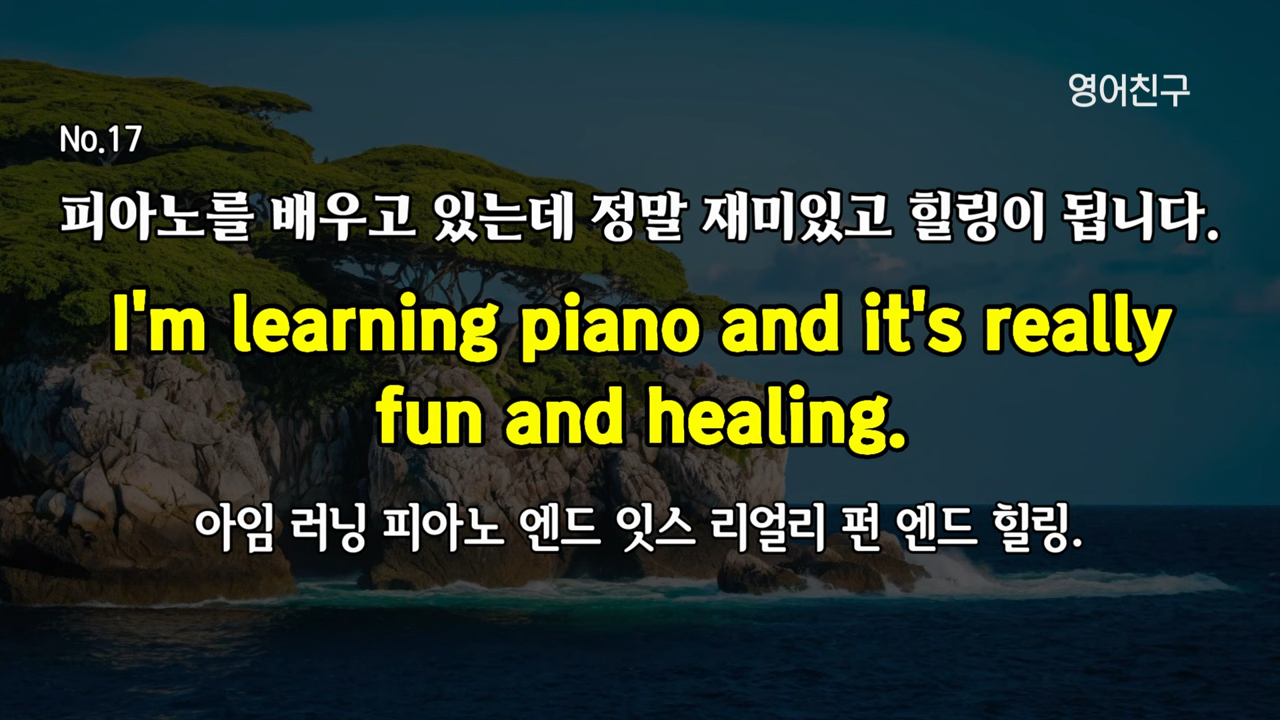 영어친구
No.17
피아노를 배우고 있는데 정말 재미있고 힐링이 됩니다.
I'm learning piano and it's really
fun and healing.
아임 러닝 피아노 엔드 잇스 리얼리 펀 엔드 힐링.